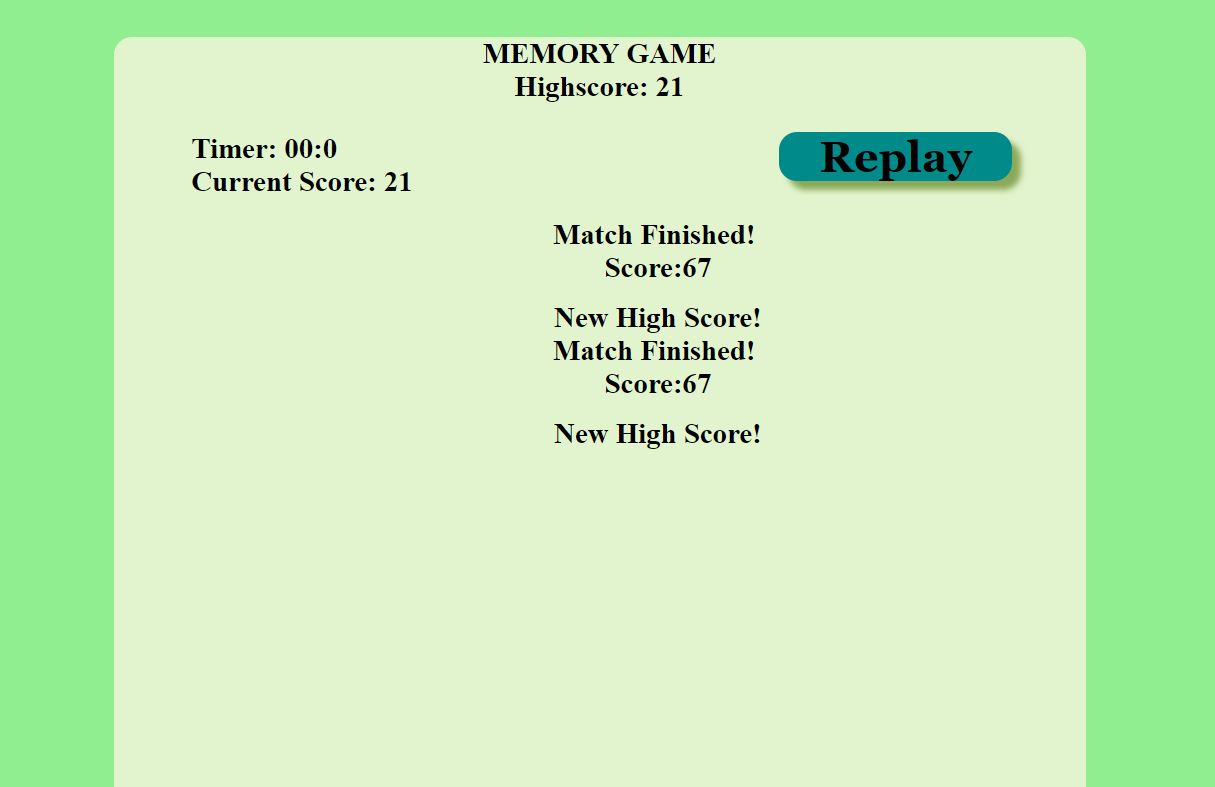 MEMORY GAME
Highscore: 21
Timer: 00:0
Current Score: 21
Replay
Match Finished!
Score:67
New High Score!
Match Finished!
Score:67
New High Score!